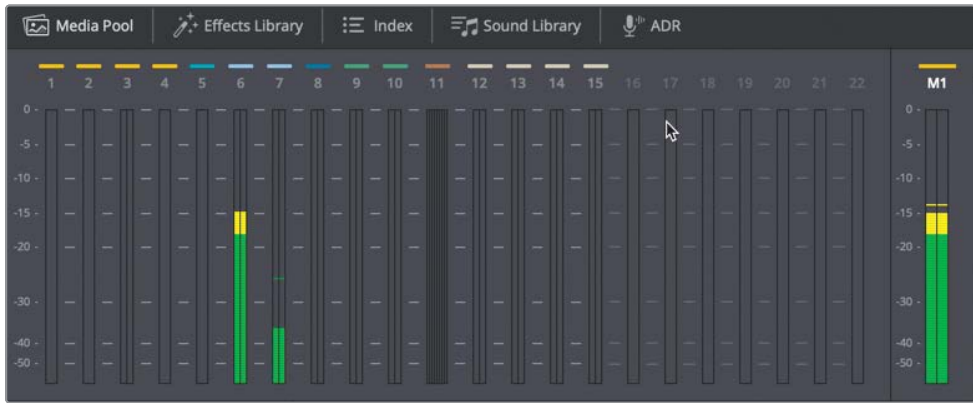 Media Pool Effects Library Index Sound Library ADR
1 2 3 4 5 6 7 8 9 10 11 12 13 14 15 16 17 18 19 20 21 22 M1
0 - 0 -
-5 - -5 -
-10 - -10 -
-15 - -15 -
-20 - -20 -
-30 - -30 -
-40 - -40 -
-50 - -50 -